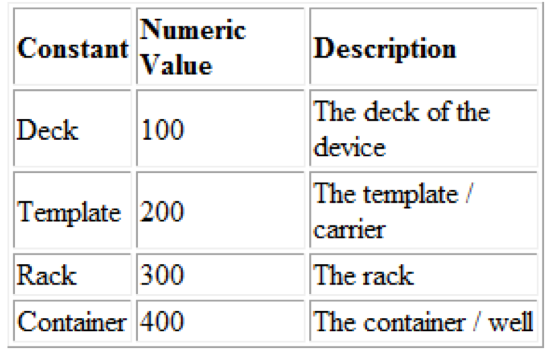 Constant Numeric Value Description
Deck 100 The deck of the device
Template 200 The template / carrier
Rack 300 The rack
Container 400 The container / well